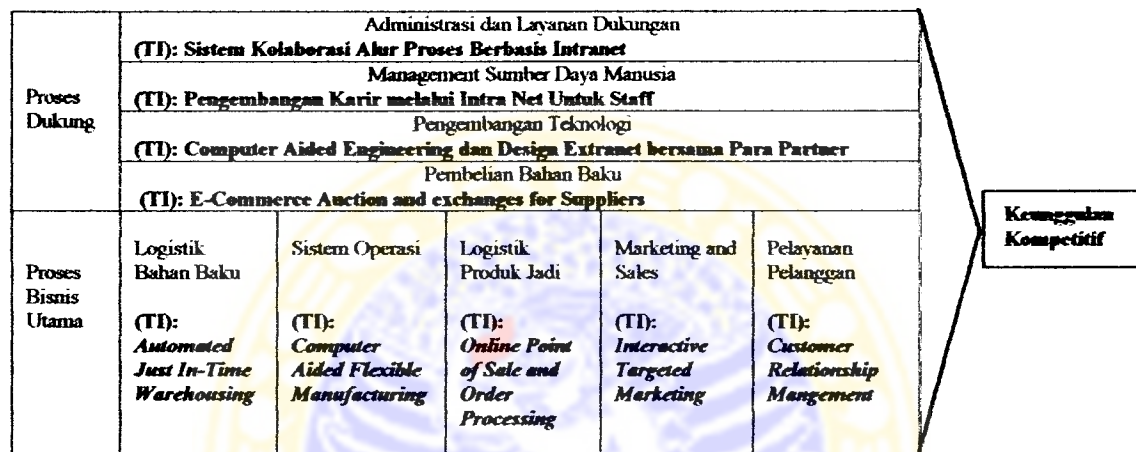 Administrasi dan Layanan Dukungan
(TI): Sistem Kolaborasi Alur Proses Berbasis Intranet
Management Sumber Daya Manusia
(TI): Pengembangan Karir melalui Intra Net Untuk Staff
Pengembangan Teknologi
(TI): Computer Aided Engineering dan Design Extranet bersama Para Partner
Pembelian Bahan Baku
(TI): E-Commerce Auction and exchanges for Suppliers
Proses
Dukung
Proses
Bisnis
Utama
Logistik
Bahan Baku
(TI):
Automated
Just In-Time
Warehousing
Sistem Operasi
(TI):
Computer
Aided Flexible
Manufacturing
Logistik
Produk Jadi
(TI):
Online Point
of Sale and
Order
Processing
Marketing and
Sales
(TI):
Interactive
Targeted
Marketing
Pelayanan
Pelanggan
(TI):
Customer
Relationship
Mangement
Keunggulan
Kompetitif